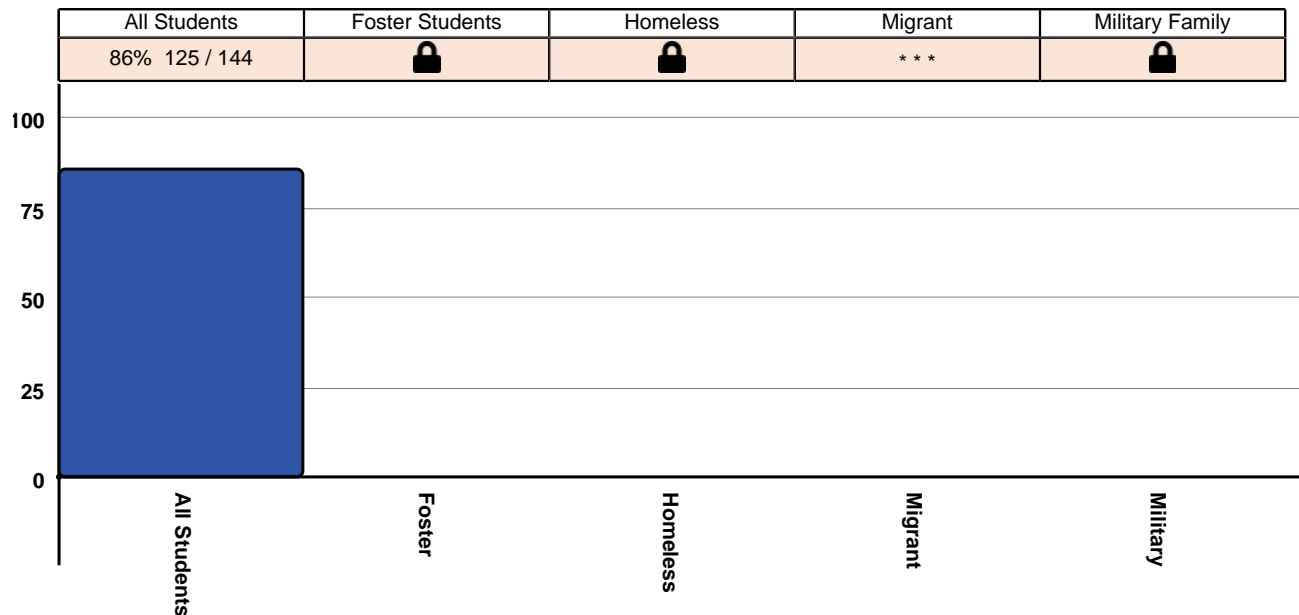 All Students Foster Students Homeless Migrant Military Family
86% 125 / 144 * * *
100
75
50
25
0
All Students
Foster
Homeless
Migrant
Military